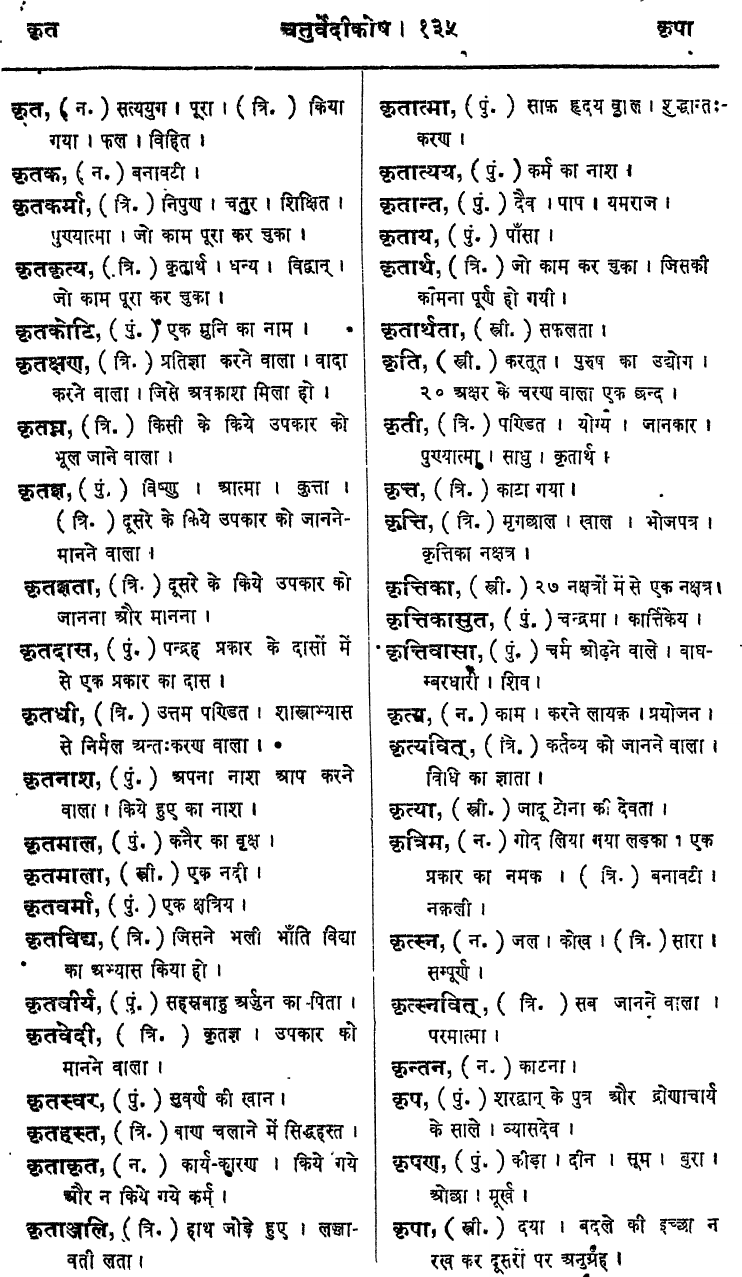 कृत चतुर्वेदीकोष । १३५ कृपा
कृत, ( न. ) सत्ययुग । पूरा । ( त्रि. ) किया
गया । फल । विहित ।
कृतक, ( न. ) बनावटी ।
कृतकर्मा, ( त्रि. ) निपुण । चतुर । शिक्षित ।
पुण्यात्मा । जो काम पूरा कर चुका ।
कृतकृत्य, ( त्रि. ) कृतार्थ । धन्य । विद्वान् ।
जो काम पूरा कर चुका ।
कृतकोटि, ( पुं. ) एक मुनि का नाम ।
कृतक्षण, ( त्रि. ) प्रतिज्ञा करने वाला । वादा
करने वाला । जिसे अवकाश मिला हो ।
कृतघ्न, ( त्रि. ) किसी के किये उपकार को
भूल जाने वाला ।
कृतज्ञ, ( पुं. ) विष्णु । आत्मा । कुत्ता ।
( त्रि. ) दूसरे के किये उपकार को जानने-
मानने वाला ।
कृतज्ञता, ( त्रि. ) दूसरे के किये उपकार को
जानना और मानना ।
कृतदास, ( पुं. ) पन्द्रह प्रकार के दासों में
से एक प्रकार का दास ।
कृतधी, ( त्रि. ) उत्तम पण्डित । शास्त्राभ्यास
से निर्मल अन्तःकरण वाला ।
कृतनाश, ( पुं. ) अपना नाश आप करने
वाला । किये हुए का नाश ।
कृतमाल, ( पुं. ) कनैर का वृक्ष ।
कृतमाला, ( स्त्री. ) एक नदी ।
कृतवर्मा, ( पुं. ) एक क्षत्रिय ।
कृतविद्य, ( त्रि. ) जिसने भली भाँति विद्या
का अभ्यास किया हो ।
कृतवीर्य, ( पुं. ) सहस्रबाहु अर्जुन का पिता ।
कृतवेदी, ( त्रि. ) कृतज्ञ । उपकार को
मानने वाला ।
कृतस्वर, ( पुं. ) सुवर्ण की खान ।
कृतहस्त, ( त्रि. ) बाण चलाने में सिद्धहस्त ।
कृताकृत, ( न. ) कार्य-कारण । किये गये
और न किये गये कर्म ।
कृताञ्जलि, ( त्रि. ) हाथ जोड़े हुए । लज्जा-
वती लता ।
कृतात्मा, ( पुं. ) साफ़ हृदय वाल । शुद्धान्तः-
करण ।
कृतात्यय, ( पुं. ) कर्म का नाश ।
कृतान्त, ( पुं. ) दैव । पाप । यमराज ।
कृताय, ( पुं. ) पाँसा ।
कृतार्थ, ( त्रि. ) जो काम कर चुका । जिसकी
कामना पूर्ण हो गयी ।
कृतार्थता, ( स्त्री. ) सफलता ।
कृति, ( स्त्री. ) करतूत । पुरुष का उद्योग ।
२० अक्षर के चरण वाला एक छन्द ।
कृती, ( त्रि. ) पण्डित । योग्य । जानकार ।
पुण्यात्मा । साधु । कृतार्थ ।
कृत्त, ( त्रि. ) काटा गया ।
कृत्ति, ( त्रि. ) मृगछाल । खाल । भोजपत्र ।
कृत्तिका नक्षत्र ।
कृत्तिका, ( स्त्री. ) २७ नक्षत्रों में से एक नक्षत्र ।
कृत्तिकासुत, ( पुं. ) चन्द्रमा । कार्त्तिकेय ।
कृत्तिवासा, ( पुं. ) चर्म ओढ़ने वाले । बाघ-
म्बरधारी । शिव ।
कृत्य, ( न. ) काम । करने लायक़ । प्रयोजन ।
कृत्यवित्, ( त्रि. ) कर्तव्य को जानने वाला ।
विधि का ज्ञाता ।
कृत्या, ( स्त्री. ) जादू टोना की देवता ।
कृत्रिम, ( न. ) गोद लिया गया लड़का । एक
प्रकार का नमक । ( त्रि. ) बनावटी ।
नक़ली ।
कृत्स्न, ( न. ) जल । कोख । ( त्रि. ) सारा ।
सम्पूर्ण ।
कृत्स्नवित्, ( त्रि. ) सब जानने वाला ।
परमात्मा ।
कृन्तन, ( न. ) काटना ।
कृप, ( पुं. ) शरद्वान् के पुत्र और द्रोणाचार्य
के साले । व्यासदेव ।
कृपण, ( पुं. ) कीड़ा । दीन । सूम । बुरा ।
ओछा । मूर्ख ।
कृपा, ( स्त्री. ) दया । बदले की इच्छा न
रख कर दूसरों पर अनुग्रह ।